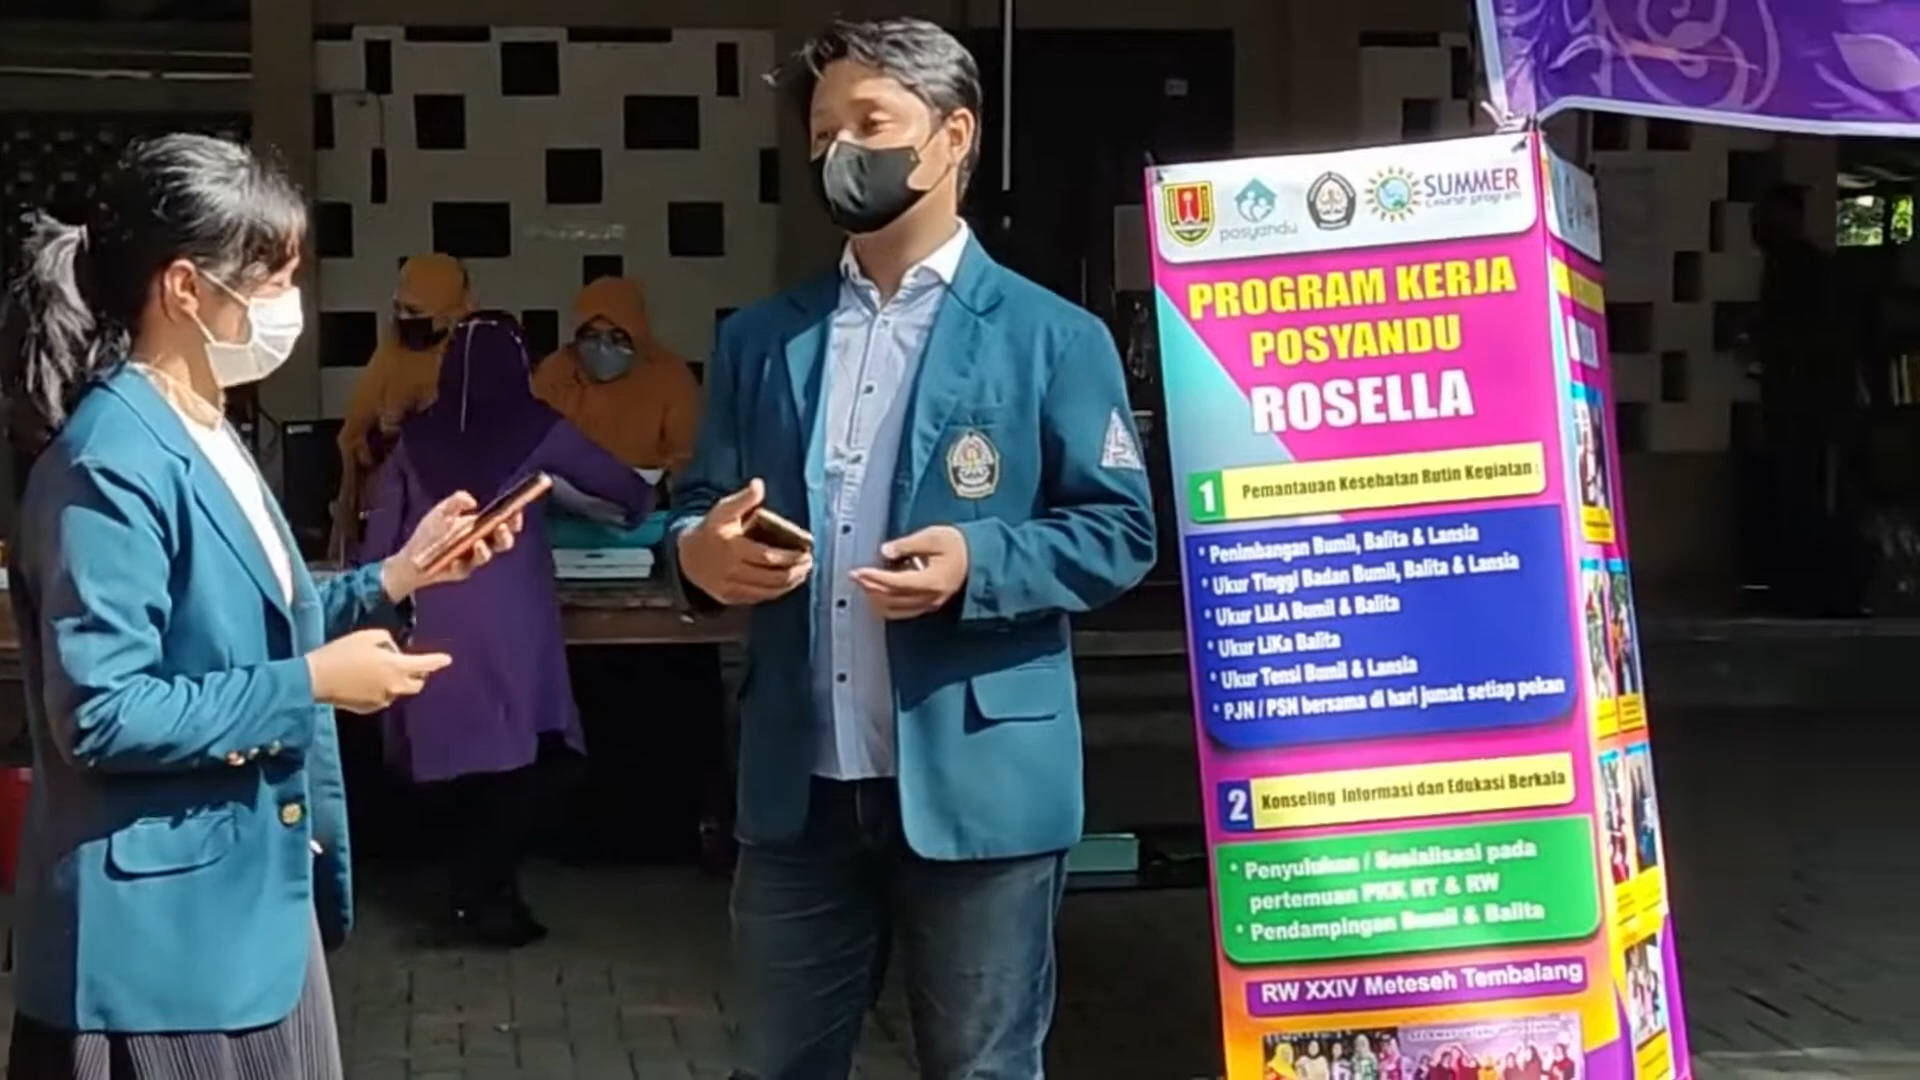 posyandu
SUMMER
course program
PROGRAM KERJA
POSYANDU
ROSELLA
1 Pemantauan Kesehatan Rutin Kegiatan :
* Penimbangan Bumil, Balita & Lansia
* Ukur Tinggi Badan Bumil, Balita & Lansia
* Ukur LiLA Bumil & Balita
* Ukur LiKa Balita
* Ukur Tensi Bumil & Lansia
* PJN / PSN bersama di hari jumat setiap pekan
2 Konseling Informasi dan Edukasi Berkala
* Penyuluhan / Sosialisasi pada
pertemuan PKK RT & RW
* Pendampingan Bumil & Balita
RW XXIV Meteseh Tembalang